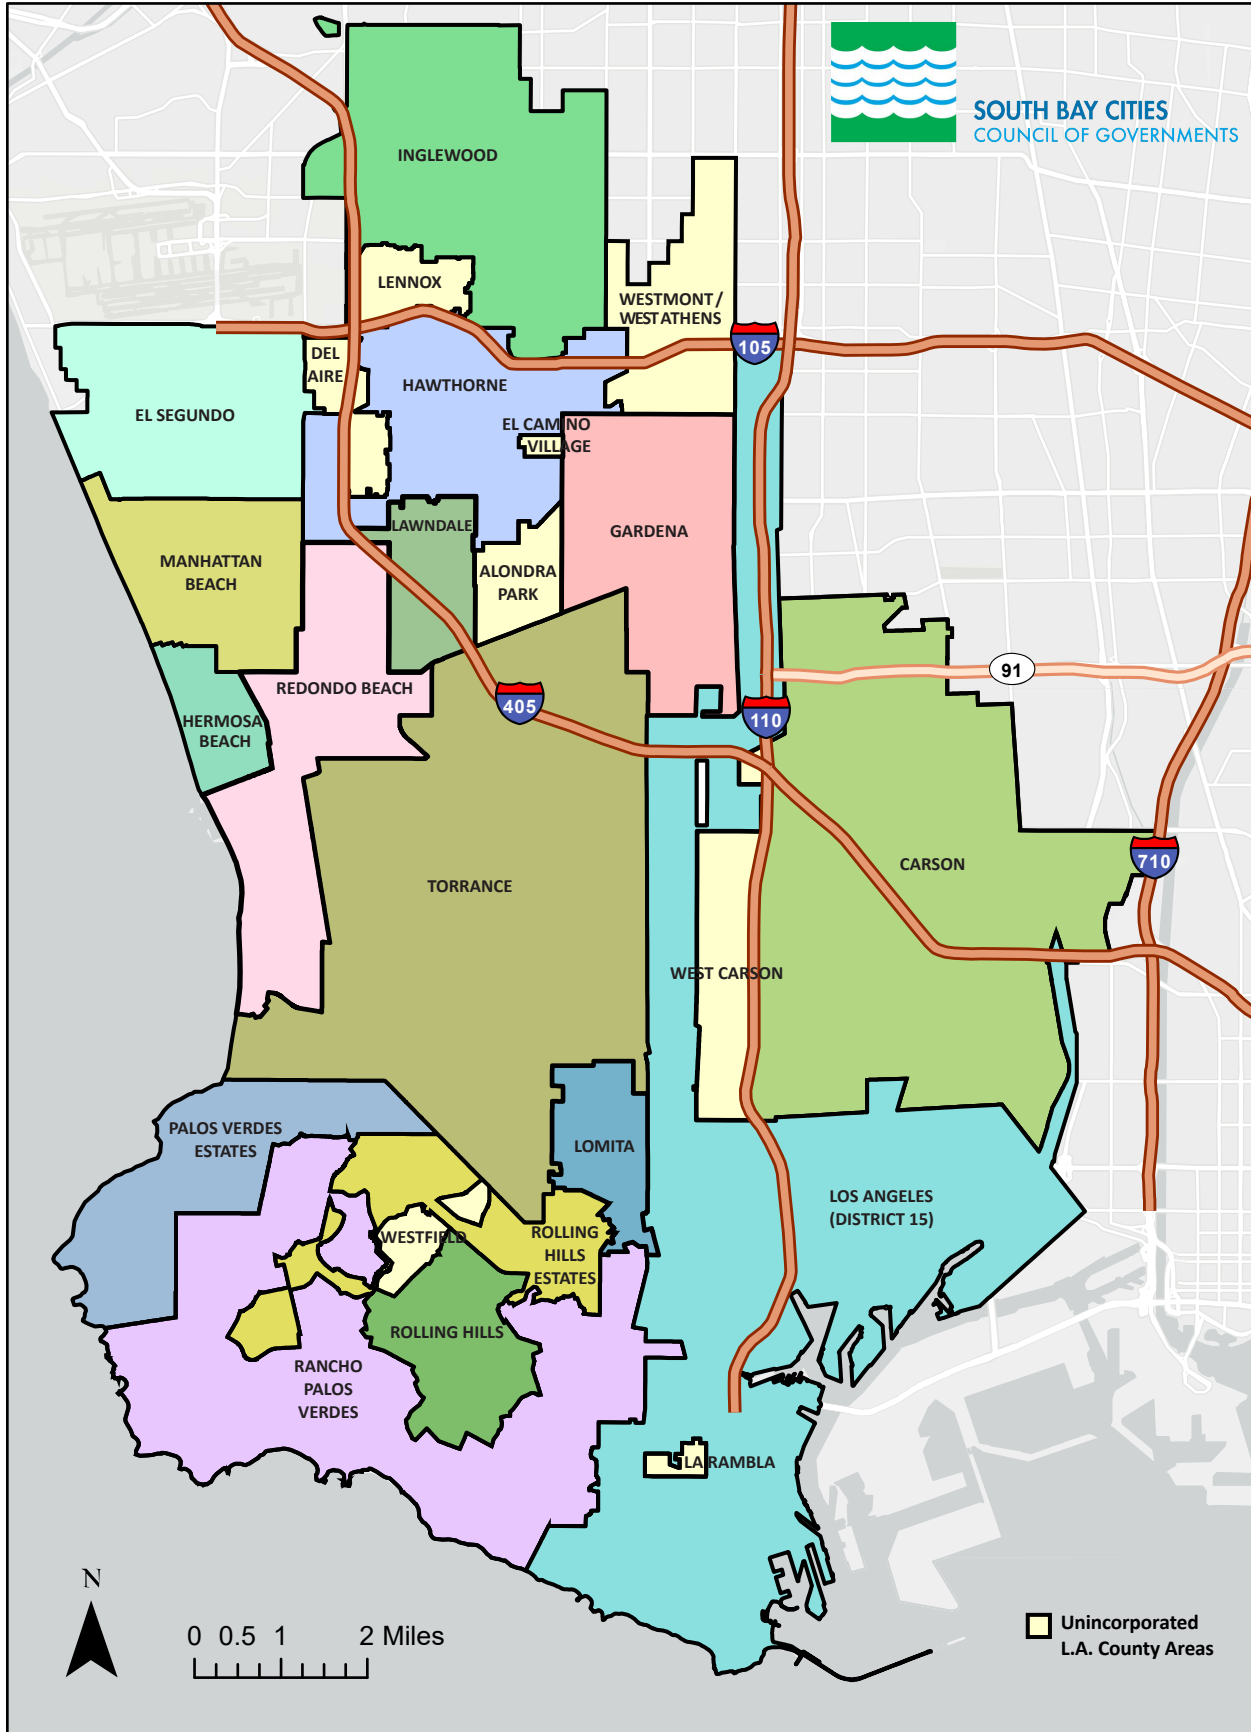 SOUTH BAY CITIES
COUNCIL OF GOVERNMENTS
INGLEWOOD
LENNOX
WESTMONT /
WEST ATHENS
105
DEL
AIRE
HAWTHORNE
EL SEGUNDO
EL CAMINO
VILLAGE
LAWNDALE
GARDENA
MANHATTAN
BEACH
ALONDRA
PARK
91
REDONDO BEACH
405
110
HERMOSA
BEACH
CARSON
710
TORRANCE
WEST CARSON
PALOS VERDES
ESTATES
LOMITA
LOS ANGELES
(DISTRICT 15)
WESTFIELD
ROLLING
HILLS
ESTATES
ROLLING HILLS
RANCHO
PALOS
VERDES
LA RAMBLA
N
0 0.5 1 2 Miles
Unincorporated
L.A. County Areas